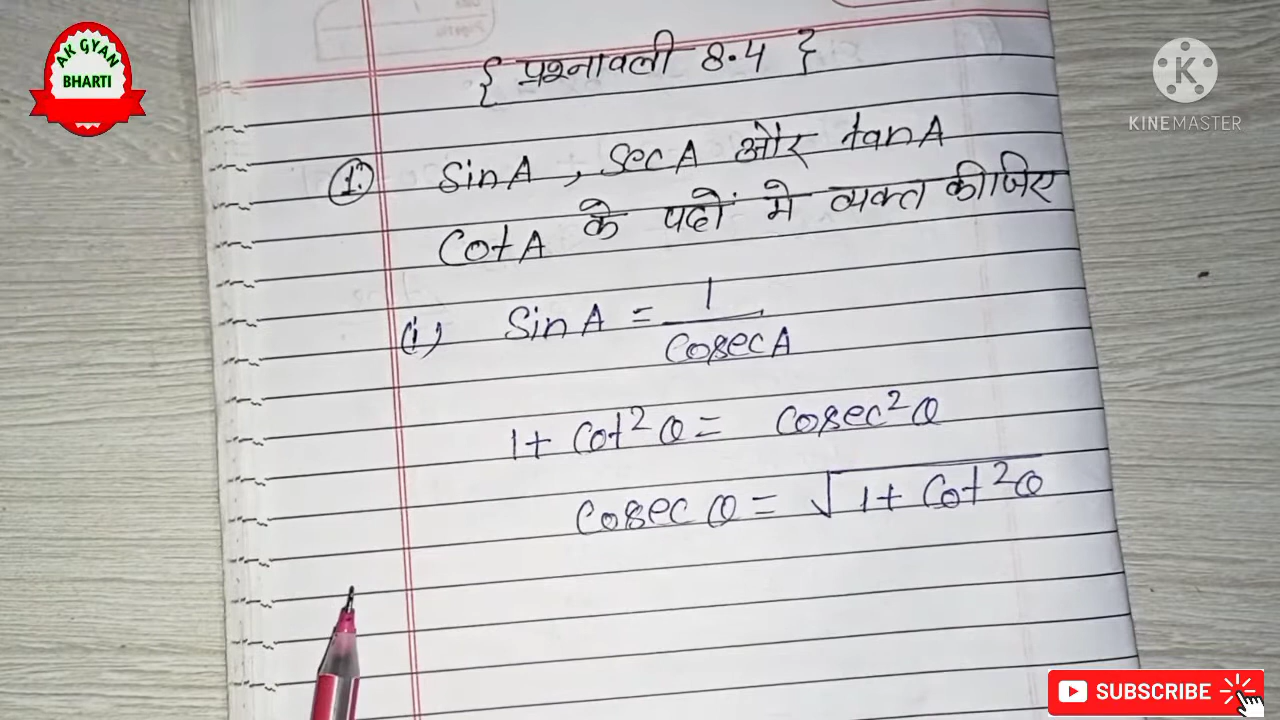 AK GYAN
BHARTI
K
KINEMASTER
{ प्रश्नावली 8.4 }
1. SinA, SecA और tanA
CotA के पदों मे व्यक्त कीजिए
(i) SinA = 1/CosecA
1 + Cot²θ = Cosec²θ
Cosec θ = √1 + Cot²θ
SUBSCRIBE